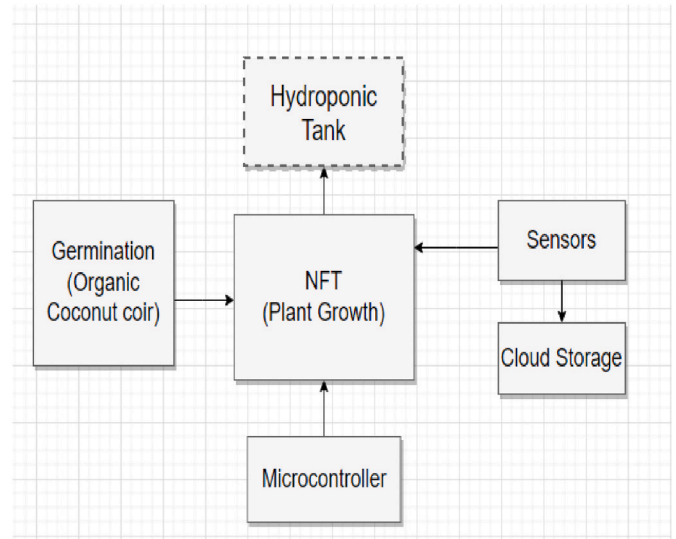 Hydroponic
Tank
Germination
(Organic
Coconut coir)
NFT
(Plant Growth)
Sensors
Cloud Storage
Microcontroller